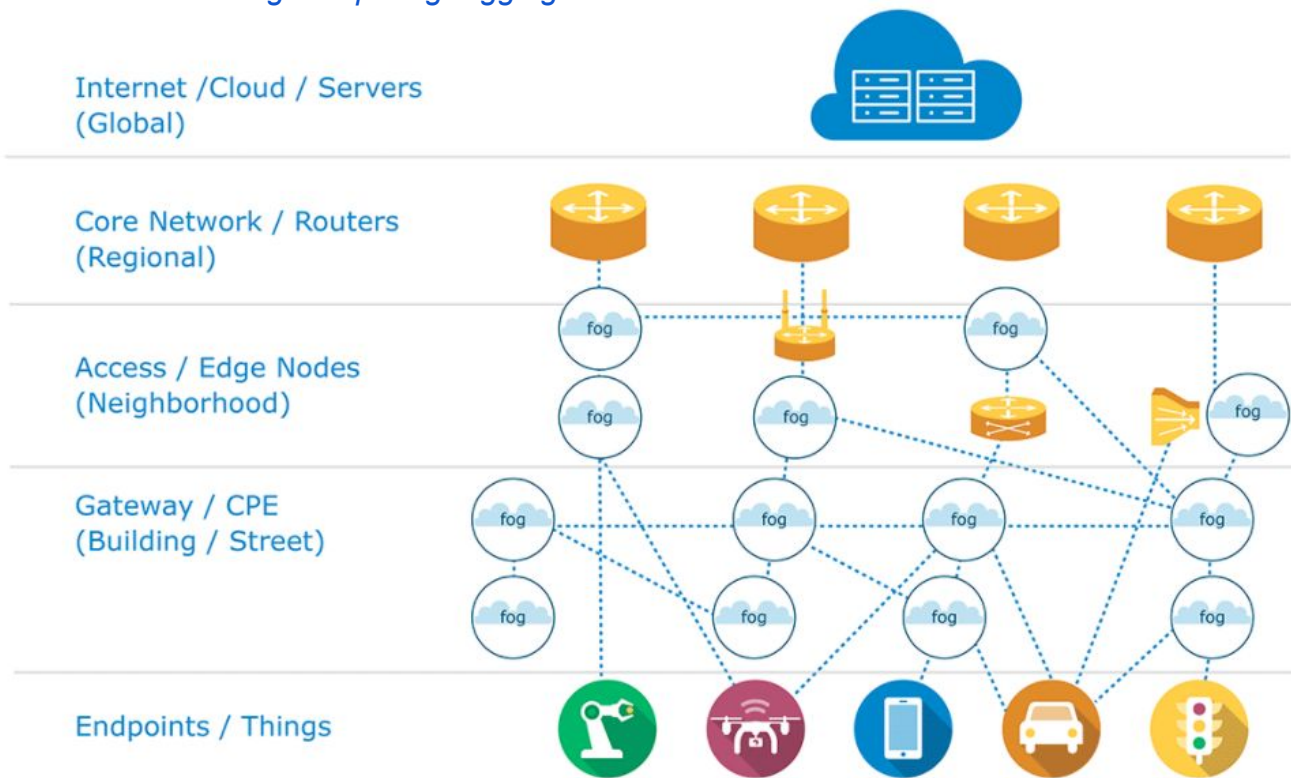 Internet /Cloud / Servers
(Global)
Core Network / Routers
(Regional)
fog
fog
Access / Edge Nodes
(Neighborhood)
fog
fog
fog
Gateway / CPE
(Building / Street)
fog
fog
fog
fog
fog
fog
fog
fog
Endpoints / Things